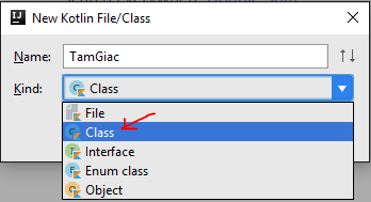 New Kotlin File/Class
Name: TamGiac
Kind: Class
File
Class
Interface
Enum class
Object